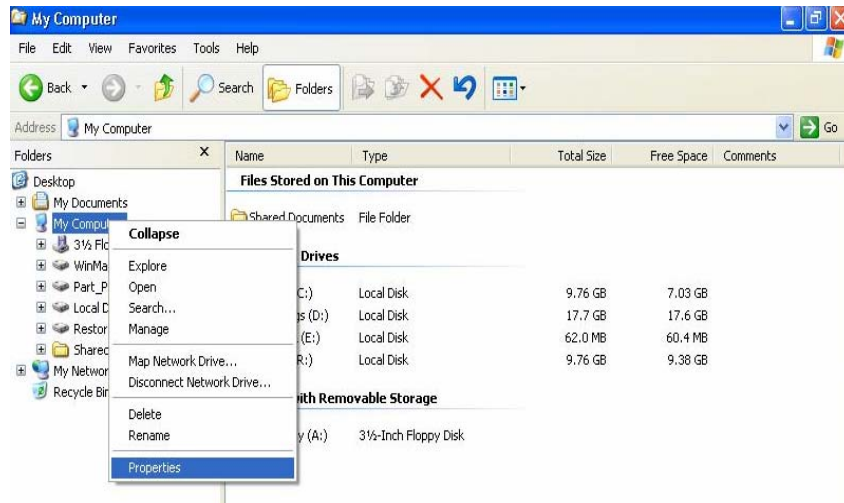 My Computer
File Edit View Favorites Tools Help
Back Search Folders
Address My Computer Go
Folders X Name Type Total Size Free Space Comments
Desktop
Files Stored on This Computer
My Documents
My Compu
Shared Documents File Folder
3½ Flo
Collapse
Drives
WinMa
Explore
Part_P
Open
C:) Local Disk 9.76 GB 7.03 GB
Local D
Search...
gs (D:) Local Disk 17.7 GB 17.6 GB
Restor
Manage
(E:) Local Disk 62.0 MB 60.4 MB
Shared
Map Network Drive...
R:) Local Disk 9.76 GB 9.38 GB
My Networ
Disconnect Network Drive...
Recycle Bin
ith Removable Storage
Delete
Rename
y (A:) 3½-Inch Floppy Disk
Properties